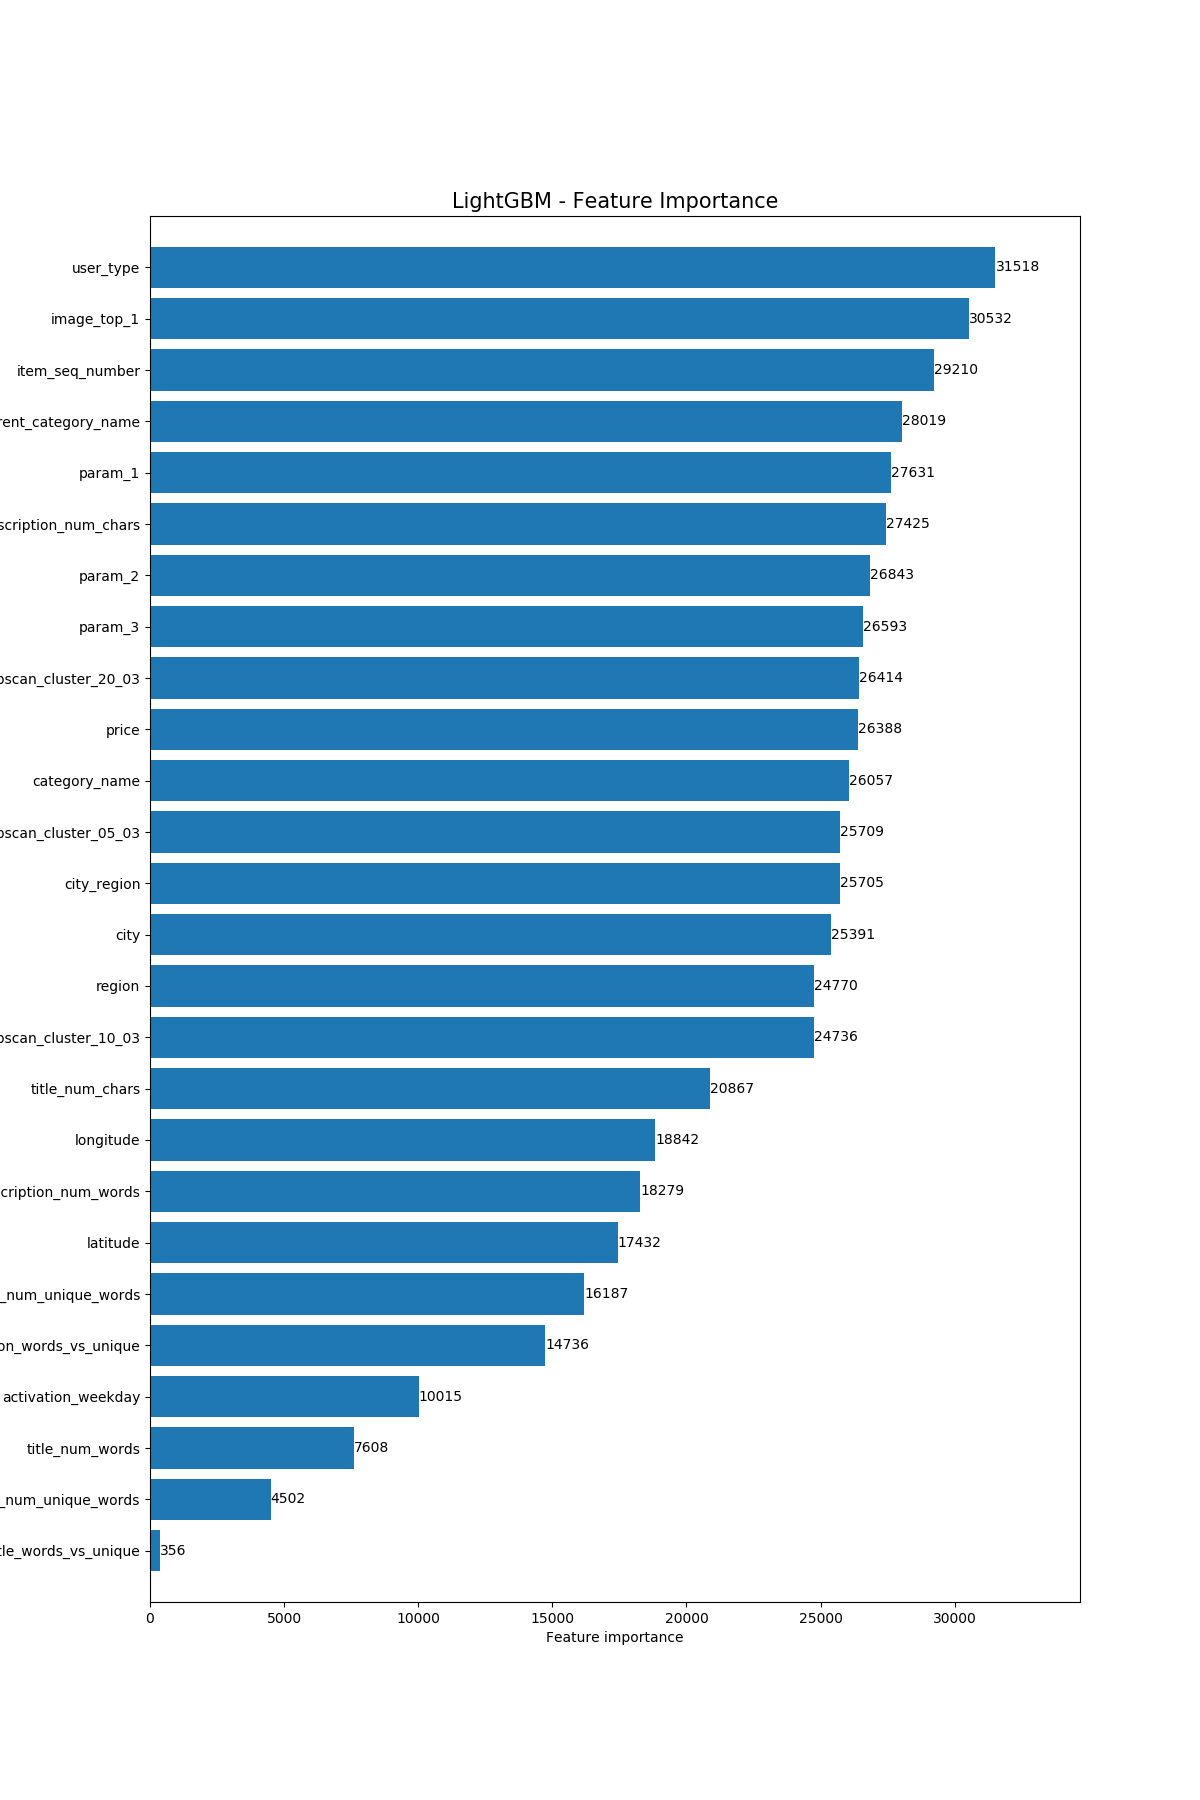 LightGBM - Feature Importance
user_type 31518
image_top_1 30532
item_seq_number 29210
rent_category_name 28019
param_1 27631
scription_num_chars 27425
param_2 26843
param_3 26593
oscan_cluster_20_03 26414
price 26388
category_name 26057
oscan_cluster_05_03 25709
city_region 25705
city 25391
region 24770
oscan_cluster_10_03 24736
title_num_chars 20867
longitude 18842
cription_num_words 18279
latitude 17432
_num_unique_words 16187
on_words_vs_unique 14736
activation_weekday 10015
title_num_words 7608
_num_unique_words 4502
tle_words_vs_unique 356
0 5000 10000 15000 20000 25000 30000
Feature importance